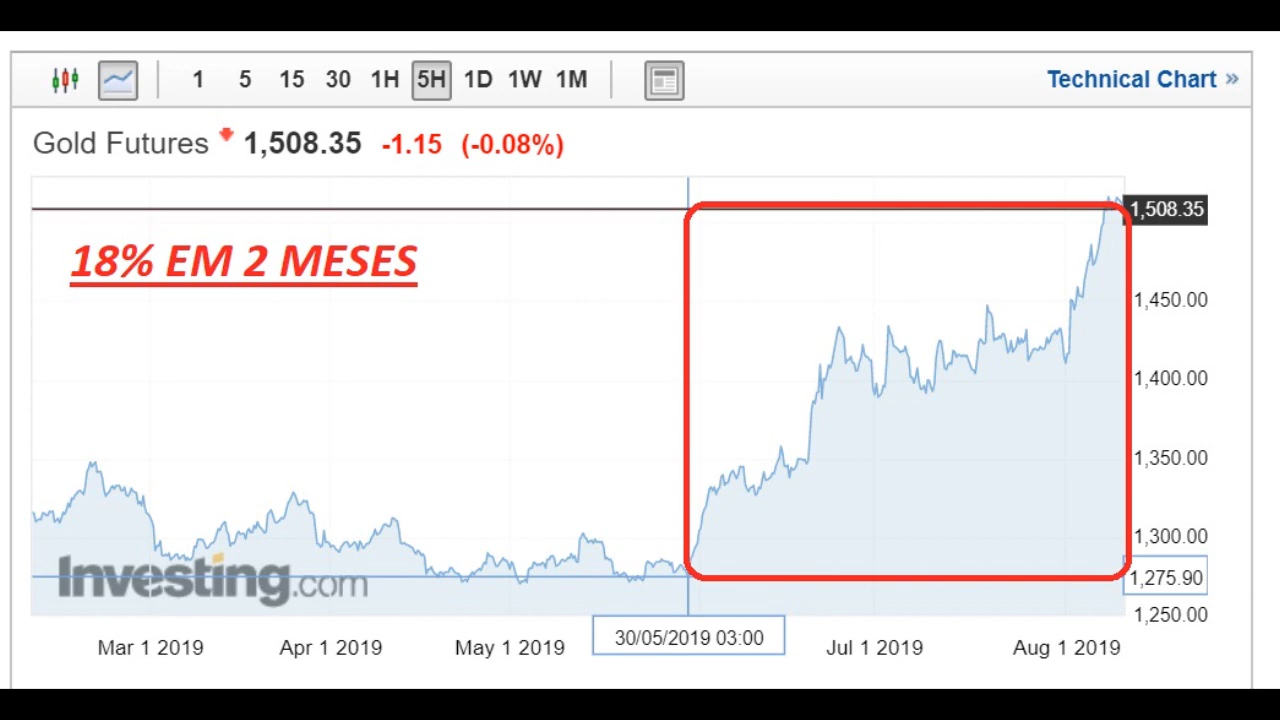 1 5 15 30 1H 5H 1D 1W 1M Technical Chart »
Gold Futures 1,508.35 -1.15 (-0.08%)
1,508.35
18% EM 2 MESES
1,450.00
1,400.00
1,350.00
1,300.00
Investing.com
1,275.90
1,250.00
30/05/2019 03:00
Mar 1 2019 Apr 1 2019 May 1 2019 Jul 1 2019 Aug 1 2019